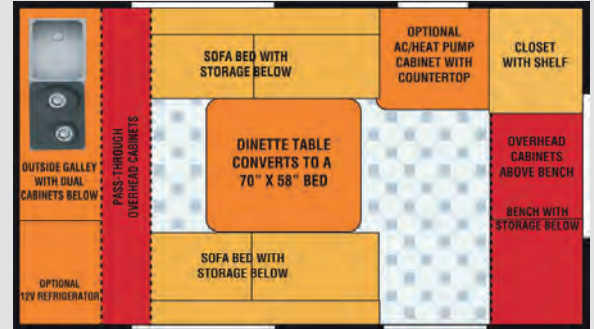 SOFA BED WITH
STORAGE BELOW
OPTIONAL
AC/HEAT PUMP
CABINET WITH
COUNTERTOP
CLOSET
WITH SHELF
OUTSIDE GALLEY
WITH DUAL
CABINETS BELOW
PASS-THROUGH
OVERHEAD CABINETS
DINETTE TABLE
CONVERTS TO A
70" X 58" BED
OVERHEAD
CABINETS
ABOVE BENCH
BENCH WITH
STORAGE BELOW
SOFA BED WITH
STORAGE BELOW
OPTIONAL
12V REFRIGERATOR